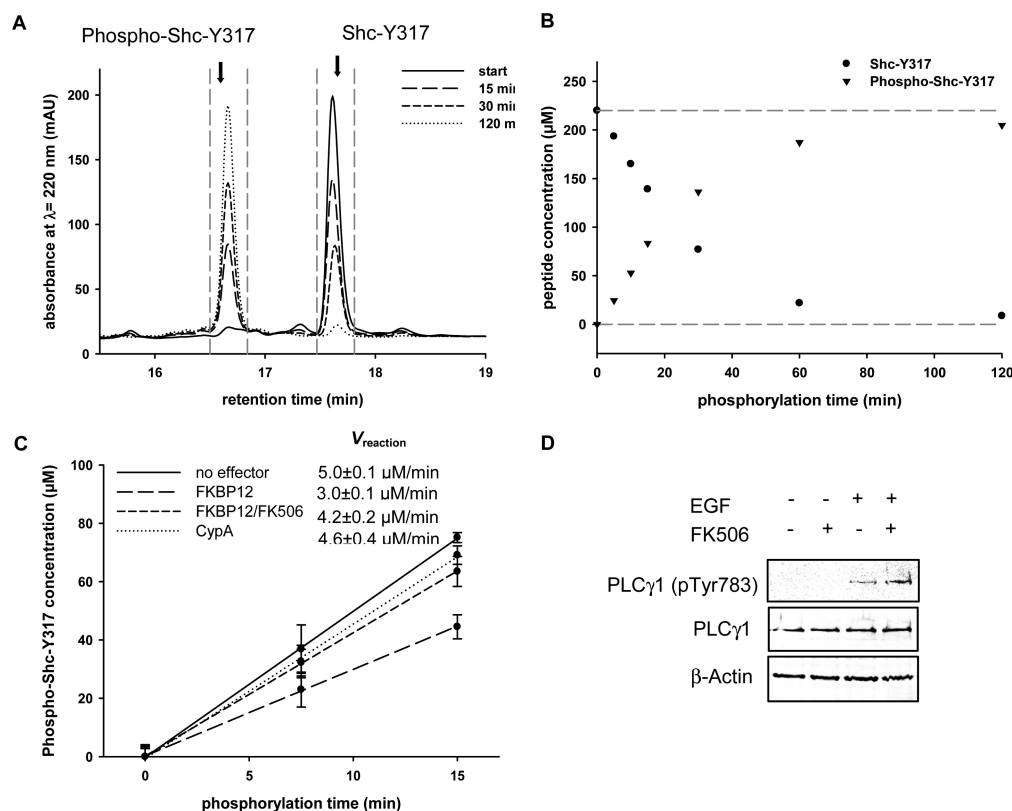 A
Phospho-Shc-Y317
Shc-Y317
start
15 mi
30 mi
120 m
absorbance at λ= 220 nm (mAU)
200
150
100
50
0
16
17
18
19
retention time (min)
B
Shc-Y317
Phospho-Shc-Y317
peptide concentration (µM)
250
200
150
100
50
0
0
20
40
60
80
100
120
phosphorylation time (min)
C
Vreaction
no effector 5.0±0.1 µM/min
FKBP12 3.0±0.1 µM/min
FKBP12/FK506 4.2±0.2 µM/min
CypA 4.6±0.4 µM/min
Phospho-Shc-Y317 concentration (µM)
100
80
60
40
20
0
0
5
10
15
phosphorylation time (min)
D
EGF - - + +
FK506 - + - +
PLCγ1 (pTyr783)
PLCγ1
β-Actin